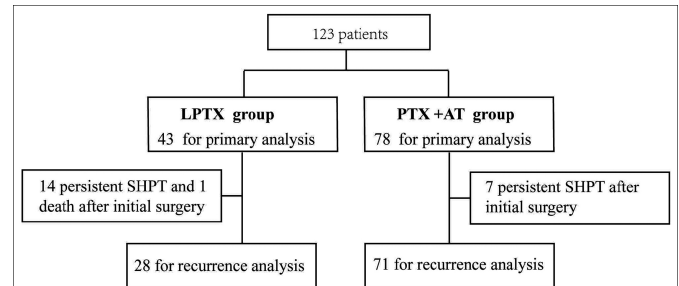 123 patients
LPTX group
43 for primary analysis
PTX +AT group
78 for primary analysis
14 persistent SHPT and 1
death after initial surgery
7 persistent SHPT after
initial surgery
28 for recurrence analysis
71 for recurrence analysis